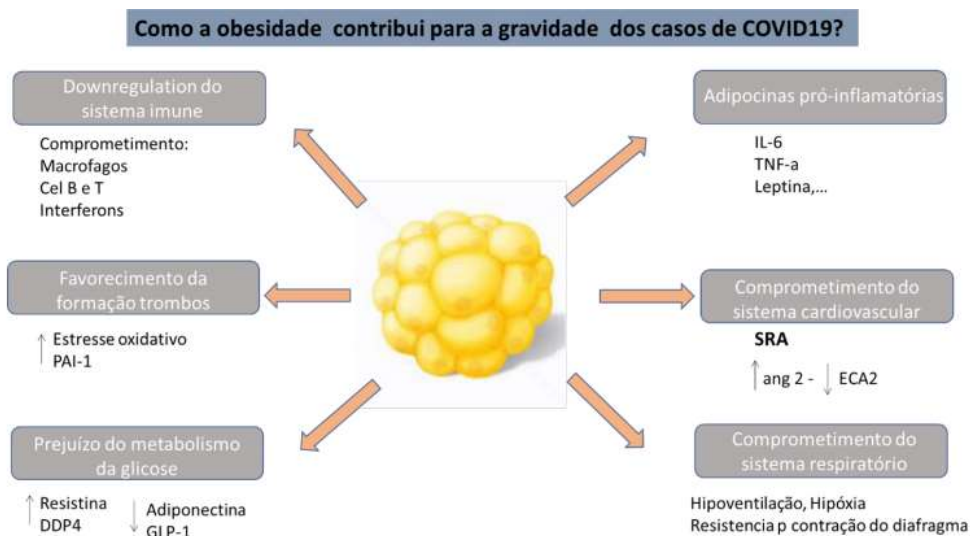 Como a obesidade contribui para a gravidade dos casos de COVID19?
Downregulation do
sistema imune
Comprometimento:
Macrofagos
Cel B e T
Interferons
Favorecimento da
formação trombos
↑ Estresse oxidativo
PAI-1
Prejuízo do metabolismo
da glicose
↑ Resistina
DDP4
↓ Adiponectina
GLP-1
Adipocinas pró-inflamatórias
IL-6
TNF-a
Leptina,...
Comprometimento do
sistema cardiovascular
SRA
↑ ang 2 - ↓ ECA2
Comprometimento do
sistema respiratório
Hipoventilação, Hipóxia
Resistencia p contração do diafragma